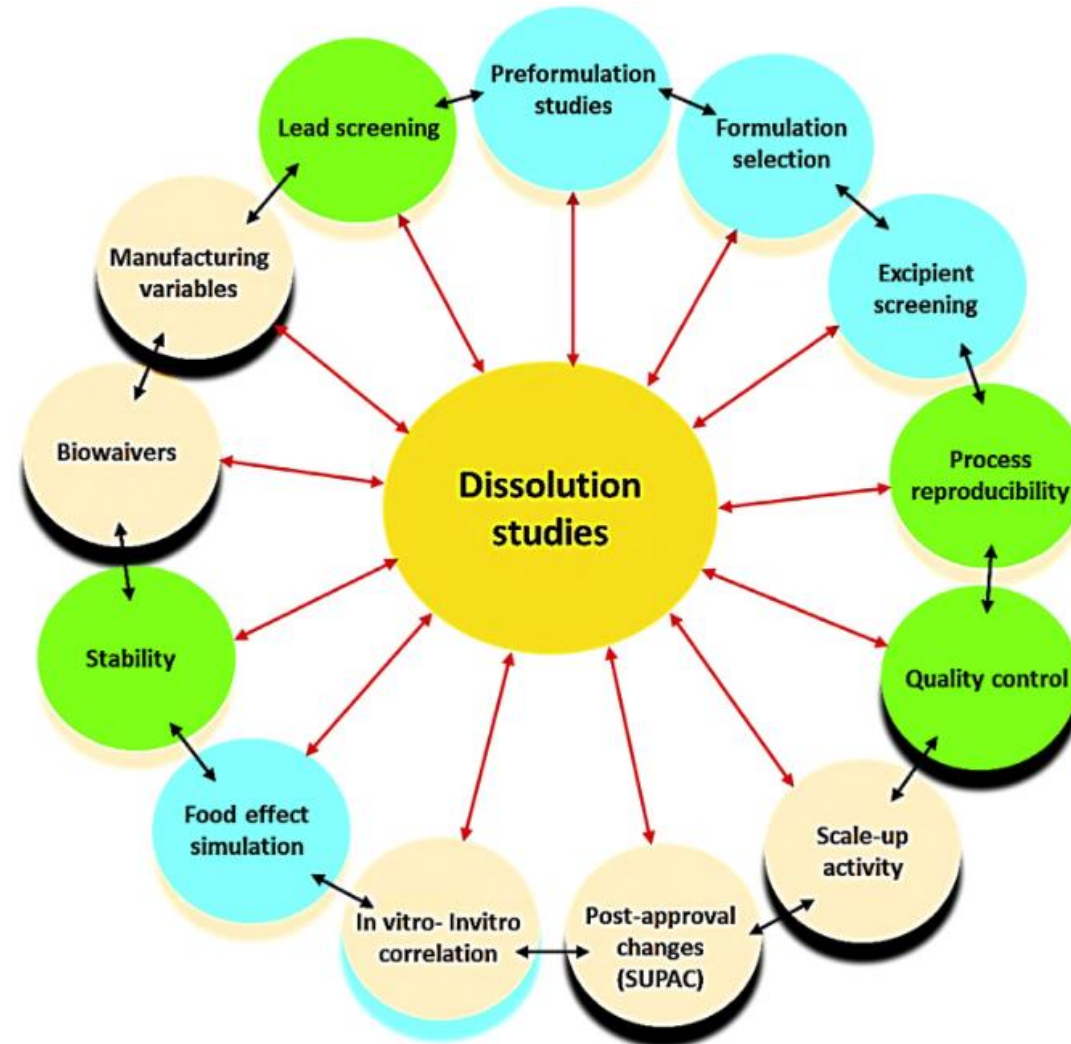 Preformulation
studies
Formulation
selection
Excipient
screening
Process
reproducibility
Quality control
Scale-up
activity
Post-approval
changes
(SUPAC)
In vitro- Invitro
correlation
Food effect
simulation
Stability
Biowaivers
Manufacturing
variables
Lead screening
Dissolution
studies